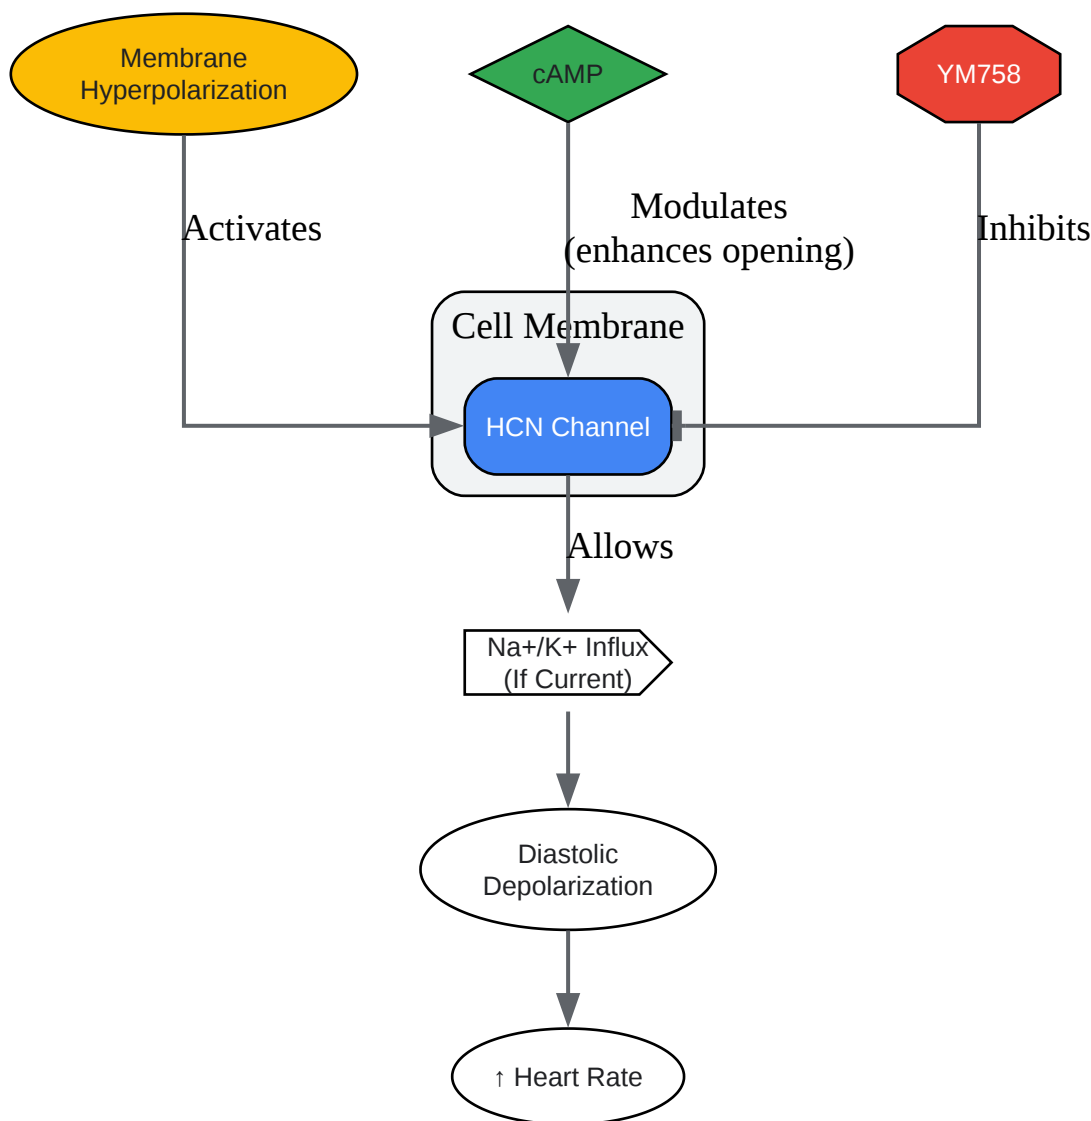 Membrane
Hyperpolarization
cAMP
YM758
Activates
Modulates
(enhances opening)
Inhibits
Cell Membrane
HCN Channel
Allows
Na+/K+ Influx
(If Current)
Diastolic
Depolarization
↑ Heart Rate